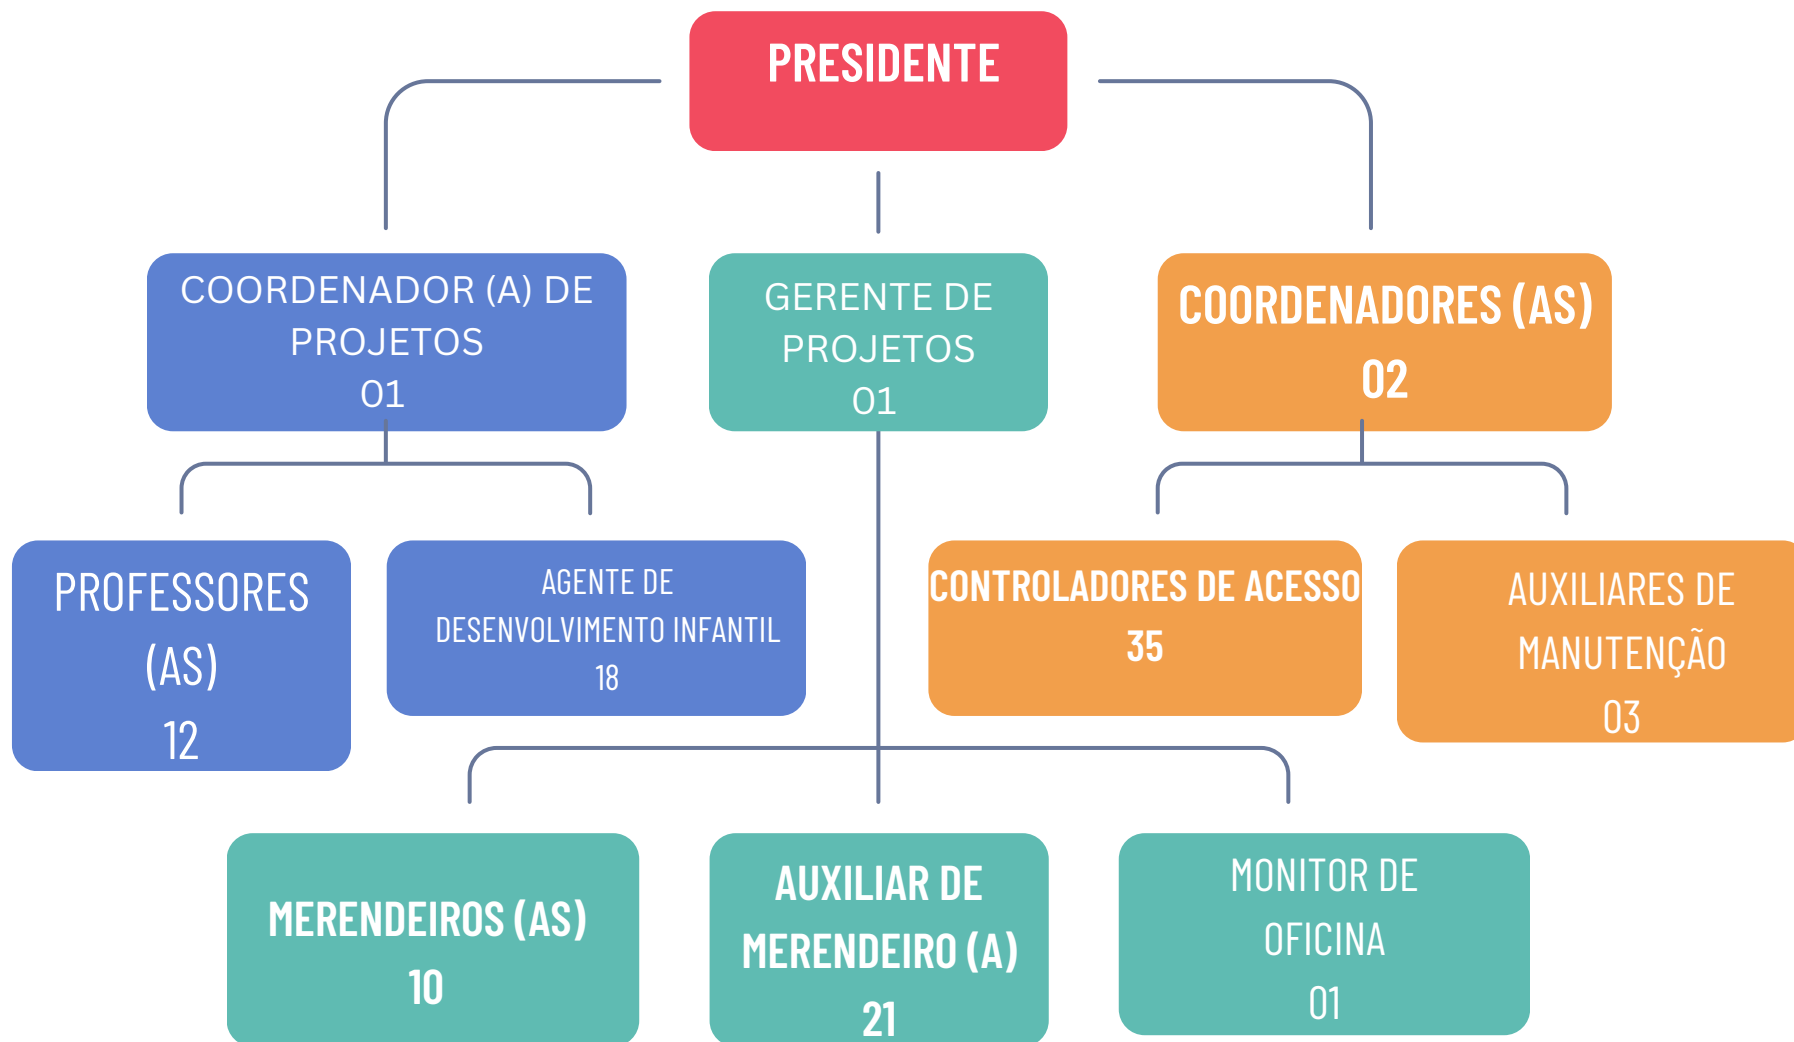 PRESIDENTE
COORDENADOR (A) DE
PROJETOS
01
GERENTE DE
PROJETOS
01
COORDENADORES (AS)
02
PROFESSORES
(AS)
12
AGENTE DE
DESENVOLVIMENTO INFANTIL
18
CONTROLADORES DE ACESSO
35
AUXILIARES DE
MANUTENÇÃO
03
MERENDEIROS (AS)
10
AUXILIAR DE
MERENDEIRO (A)
21
MONITOR DE
OFICINA
01